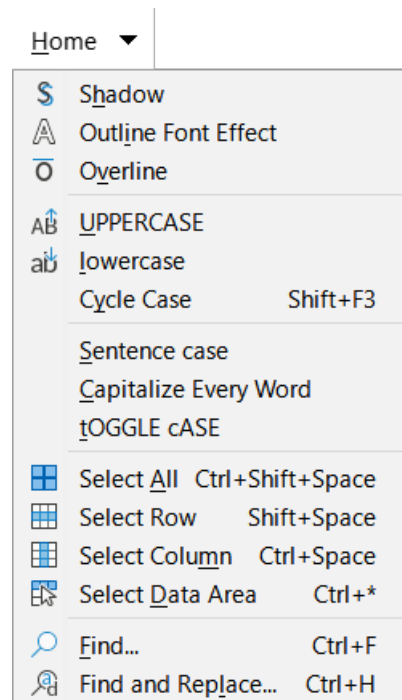 Home
Shadow
Outline Font Effect
Overline
UPPERCASE
lowercase
Cycle Case Shift+F3
Sentence case
Capitalize Every Word
tOGGLE cASE
Select All Ctrl+Shift+Space
Select Row Shift+Space
Select Column Ctrl+Space
Select Data Area Ctrl+*
Find... Ctrl+F
Find and Replace... Ctrl+H